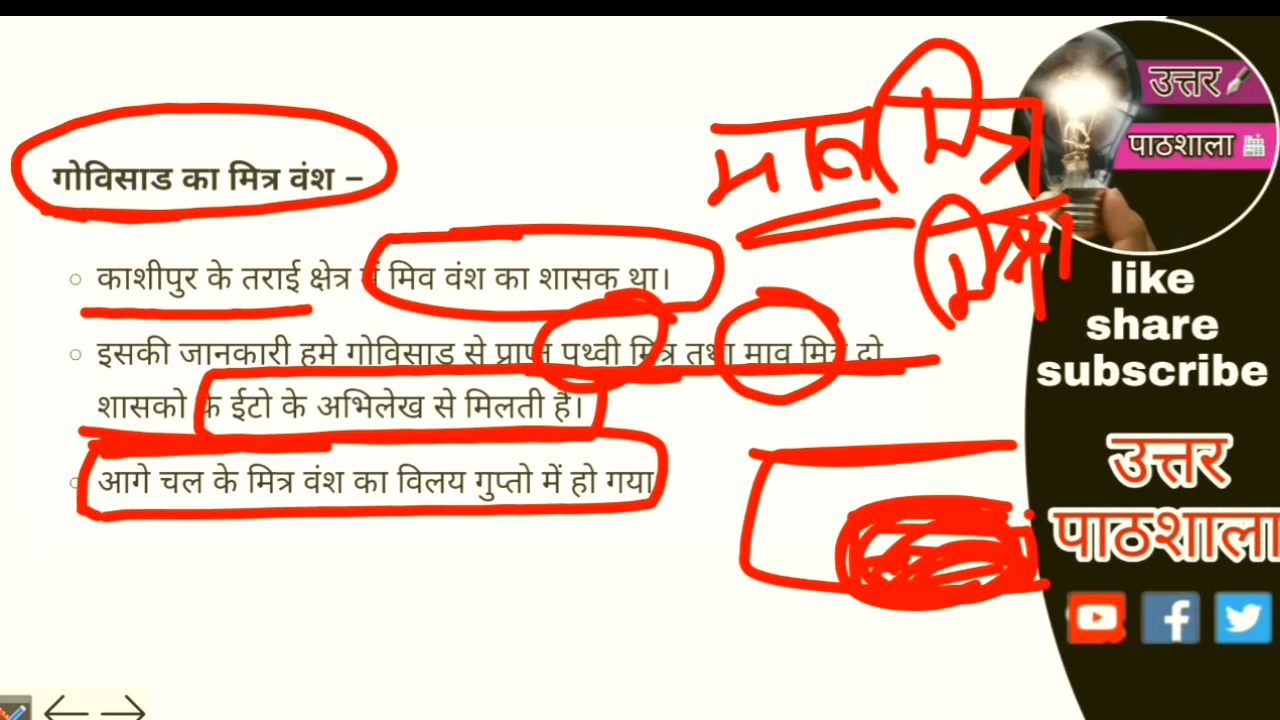 गोविसाड का मित्र वंश –
काशीपुर के तराई क्षेत्र में मिव वंश का शासक था।
इसकी जानकारी हमे गोविसाड से प्राप्त पृथ्वी मित्र तथा माव मित्र दो
शासको के ईटो के अभिलेख से मिलती है।
आगे चल के मित्र वंश का विलय गुप्तो में हो गया
मित्र
उत्तर
पाठशाला
like
share
subscribe
उत्तर
पाठशाला